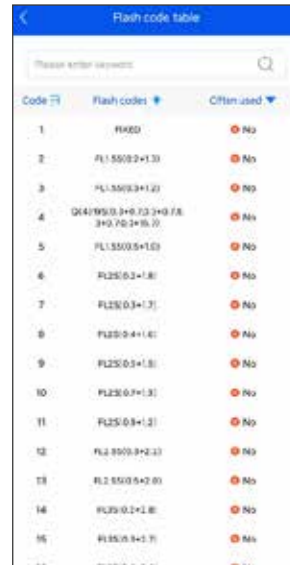 Flash code table
Please enter keyword
Code Flash codes Often used
1 FIXED No
2 FL1.5S(0.2+1.3) No
3 FL1.5S(0.3+1.2) No
4 No
5 FL1.5S(0.5+1.0) No
6 FL2S(0.2+1.8) No
7 FL2S(0.3+1.7) No
8 FL2S(0.4+1.6) No
9 FL2S(0.5+1.5) No
10 FL2S(0.7+1.3) No
11 FL2S(0.8+1.2) No
12 FL2.5S(0.3+2.2) No
13 FL2.5S(0.5+2.0) No
14 FL3S(0.2+2.8) No
15 FL3S(0.3+2.7) No